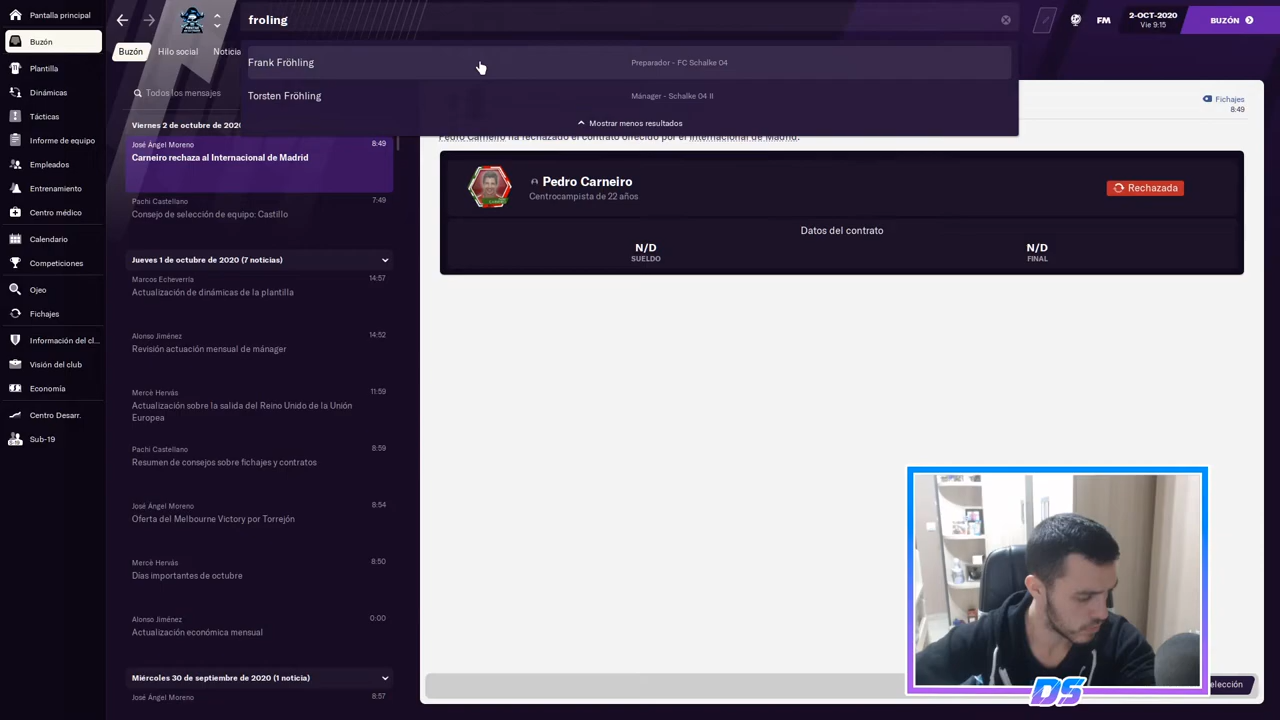 Pantalla principal
Buzón
Plantilla
Dinámicas
Tácticas
Informe de equipo
Empleados
Entrenamiento
Centro médico
Calendario
Competiciones
Ojeo
Fichajes
Información del cl...
Visión del club
Economía
Centro Desarr.
Sub-19
froling
FM
2-OCT-2020
Vie 9:15
BUZÓN
Buzón
Hilo social
Noticia
Frank Fröhling
Preparador - FC Schalke 04
Torsten Fröhling
Mánager - Schalke 04 II
Mostrar menos resultados
Todos los mensajes
Viernes 2 de octubre de 2020
José Ángel Moreno
8:49
Carneiro rechaza al Internacional de Madrid
Pachi Castellano
7:49
Consejo de selección de equipo: Castillo
Jueves 1 de octubre de 2020 (7 noticias)
Marcos Echeverría
14:57
Actualización de dinámicas de la plantilla
Alonso Jiménez
14:52
Revisión actuación mensual de mánager
Mercè Hervás
11:59
Actualización sobre la salida del Reino Unido de la Unión
Europea
Pachi Castellano
8:59
Resumen de consejos sobre fichajes y contratos
José Ángel Moreno
8:54
Oferta del Melbourne Victory por Torrejón
Mercè Hervás
8:50
Días importantes de octubre
Alonso Jiménez
0:00
Actualización económica mensual
Miércoles 30 de septiembre de 2020 (1 noticia)
José Ángel Moreno
8:57
Fichajes
8:49
Pedro Carneiro ha rechazado el contrato ofrecido por el Internacional de Madrid.
Pedro Carneiro
Centrocampista de 22 años
Rechazada
Datos del contrato
N/D
SUELDO
N/D
FINAL
elección
DS